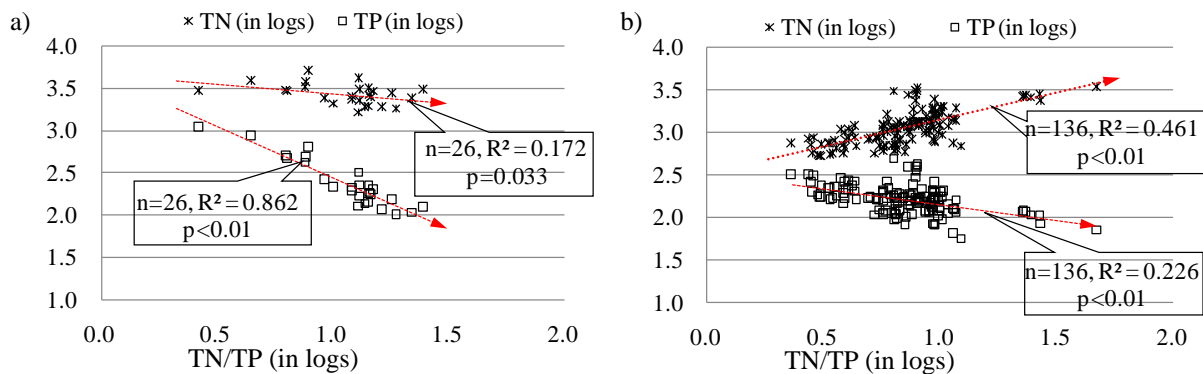 a)
TN (in logs) TP (in logs)
4.0
3.5
3.0
2.5
2.0
1.5
1.0
0.0 0.5 1.0 1.5 2.0
TN/TP (in logs)
n=26, R² = 0.172
p=0.033
n=26, R² = 0.862
p<0.01
b)
TN (in logs) TP (in logs)
4.0
3.5
3.0
2.5
2.0
1.5
1.0
0.0 0.5 1.0 1.5 2.0
TN/TP (in logs)
n=136, R² = 0.461
p<0.01
n=136, R² = 0.226
p<0.01